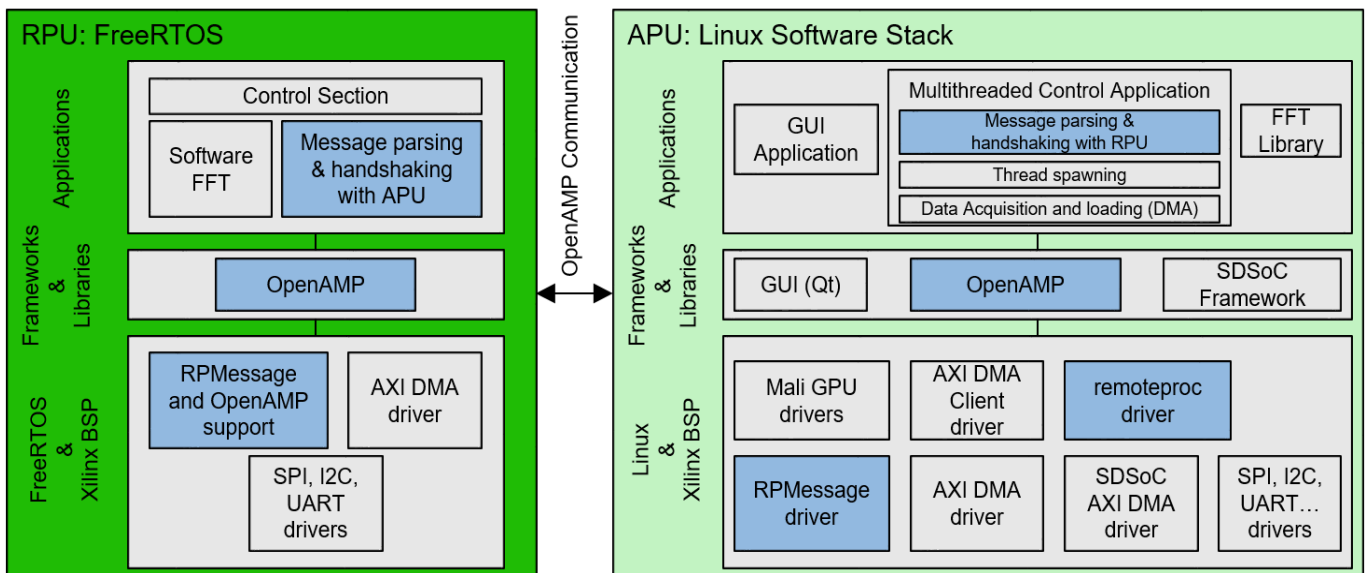 RPU: FreeRTOS
Applications
Control Section
Software
FFT
Message parsing
& handshaking
with APU
Frameworks
&
Libraries
OpenAMP
FreeRTOS
&
Xilinx BSP
RPMessage
and OpenAMP
support
AXI DMA
driver
SPI, I2C,
UART
drivers
OpenAMP Communication
APU: Linux Software Stack
Applications
GUI
Application
Multithreaded Control Application
Message parsing &
handshaking with RPU
Thread spawning
Data Acquisition and loading (DMA)
FFT
Library
Frameworks
&
Libraries
GUI (Qt)
OpenAMP
SDSoC
Framework
Linux
&
Xilinx BSP
Mali GPU
drivers
AXI DMA
Client
driver
remoteproc
driver
RPMessage
driver
AXI DMA
driver
SDSoC
AXI DMA
driver
SPI, I2C,
UART…
drivers